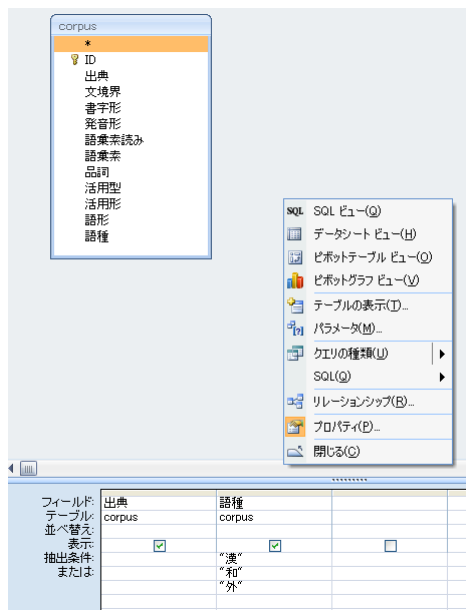 corpus
*
ID
出典
文境界
書字形
発音形
語彙素読み
語彙素
品詞
活用型
活用形
語形
語種
SQL SQL ビュー(Q)
データシート ビュー(H)
ピボットテーブル ビュー(O)
ピボットグラフ ビュー(V)
テーブルの表示(T)...
パラメータ(M)...
クエリの種類(U)
SQL(Q)
リレーションシップ(R)...
プロパティ(P)...
閉じる(C)
フィールド: 出典 語種
テーブル: corpus corpus
並べ替え:
表示:
抽出条件: "漢"
または: "和"
"外"